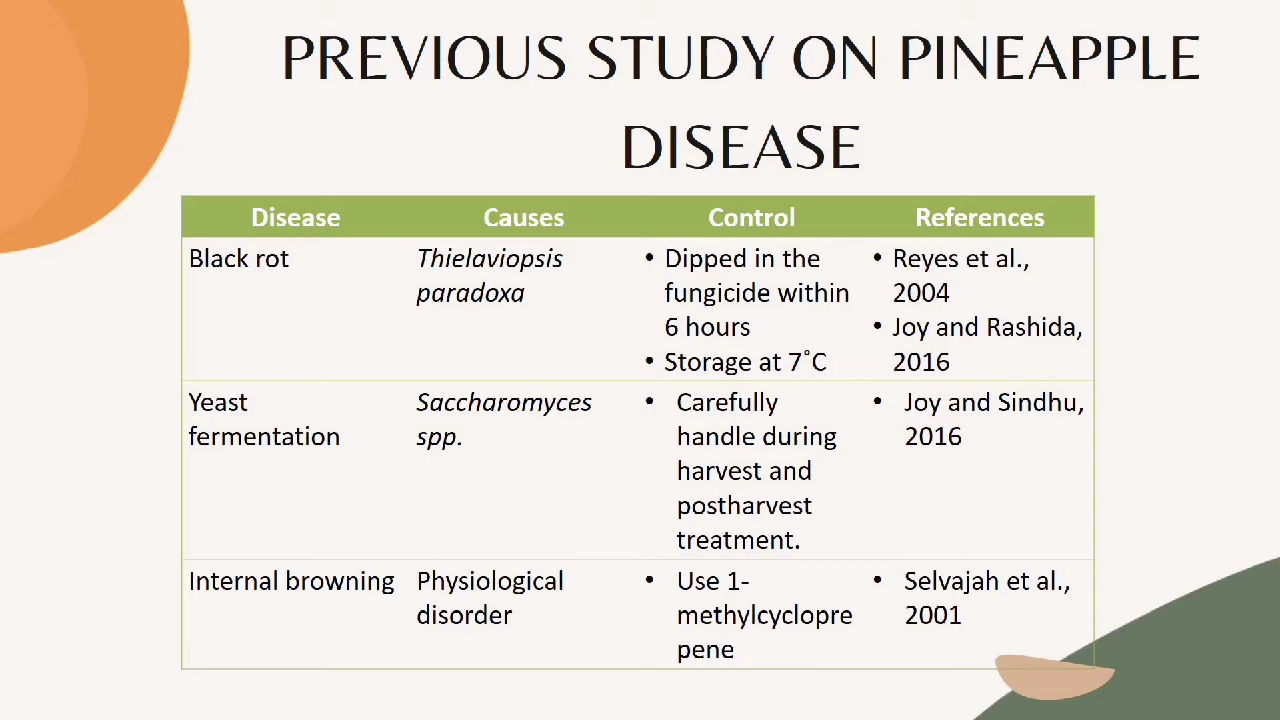 PREVIOUS STUDY ON PINEAPPLE
DISEASE
Disease Causes Control References
Black rot
Thielaviopsis
paradoxa
• Dipped in the
fungicide within
6 hours
• Storage at 7˚C
• Reyes et al.,
2004
• Joy and Rashida,
2016
Yeast
fermentation
Saccharomyces
spp.
• Carefully
handle during
harvest and
postharvest
treatment.
• Joy and Sindhu,
2016
Internal browning
Physiological
disorder
• Use 1-
methylcyclopre
pene
• Selvajah et al.,
2001